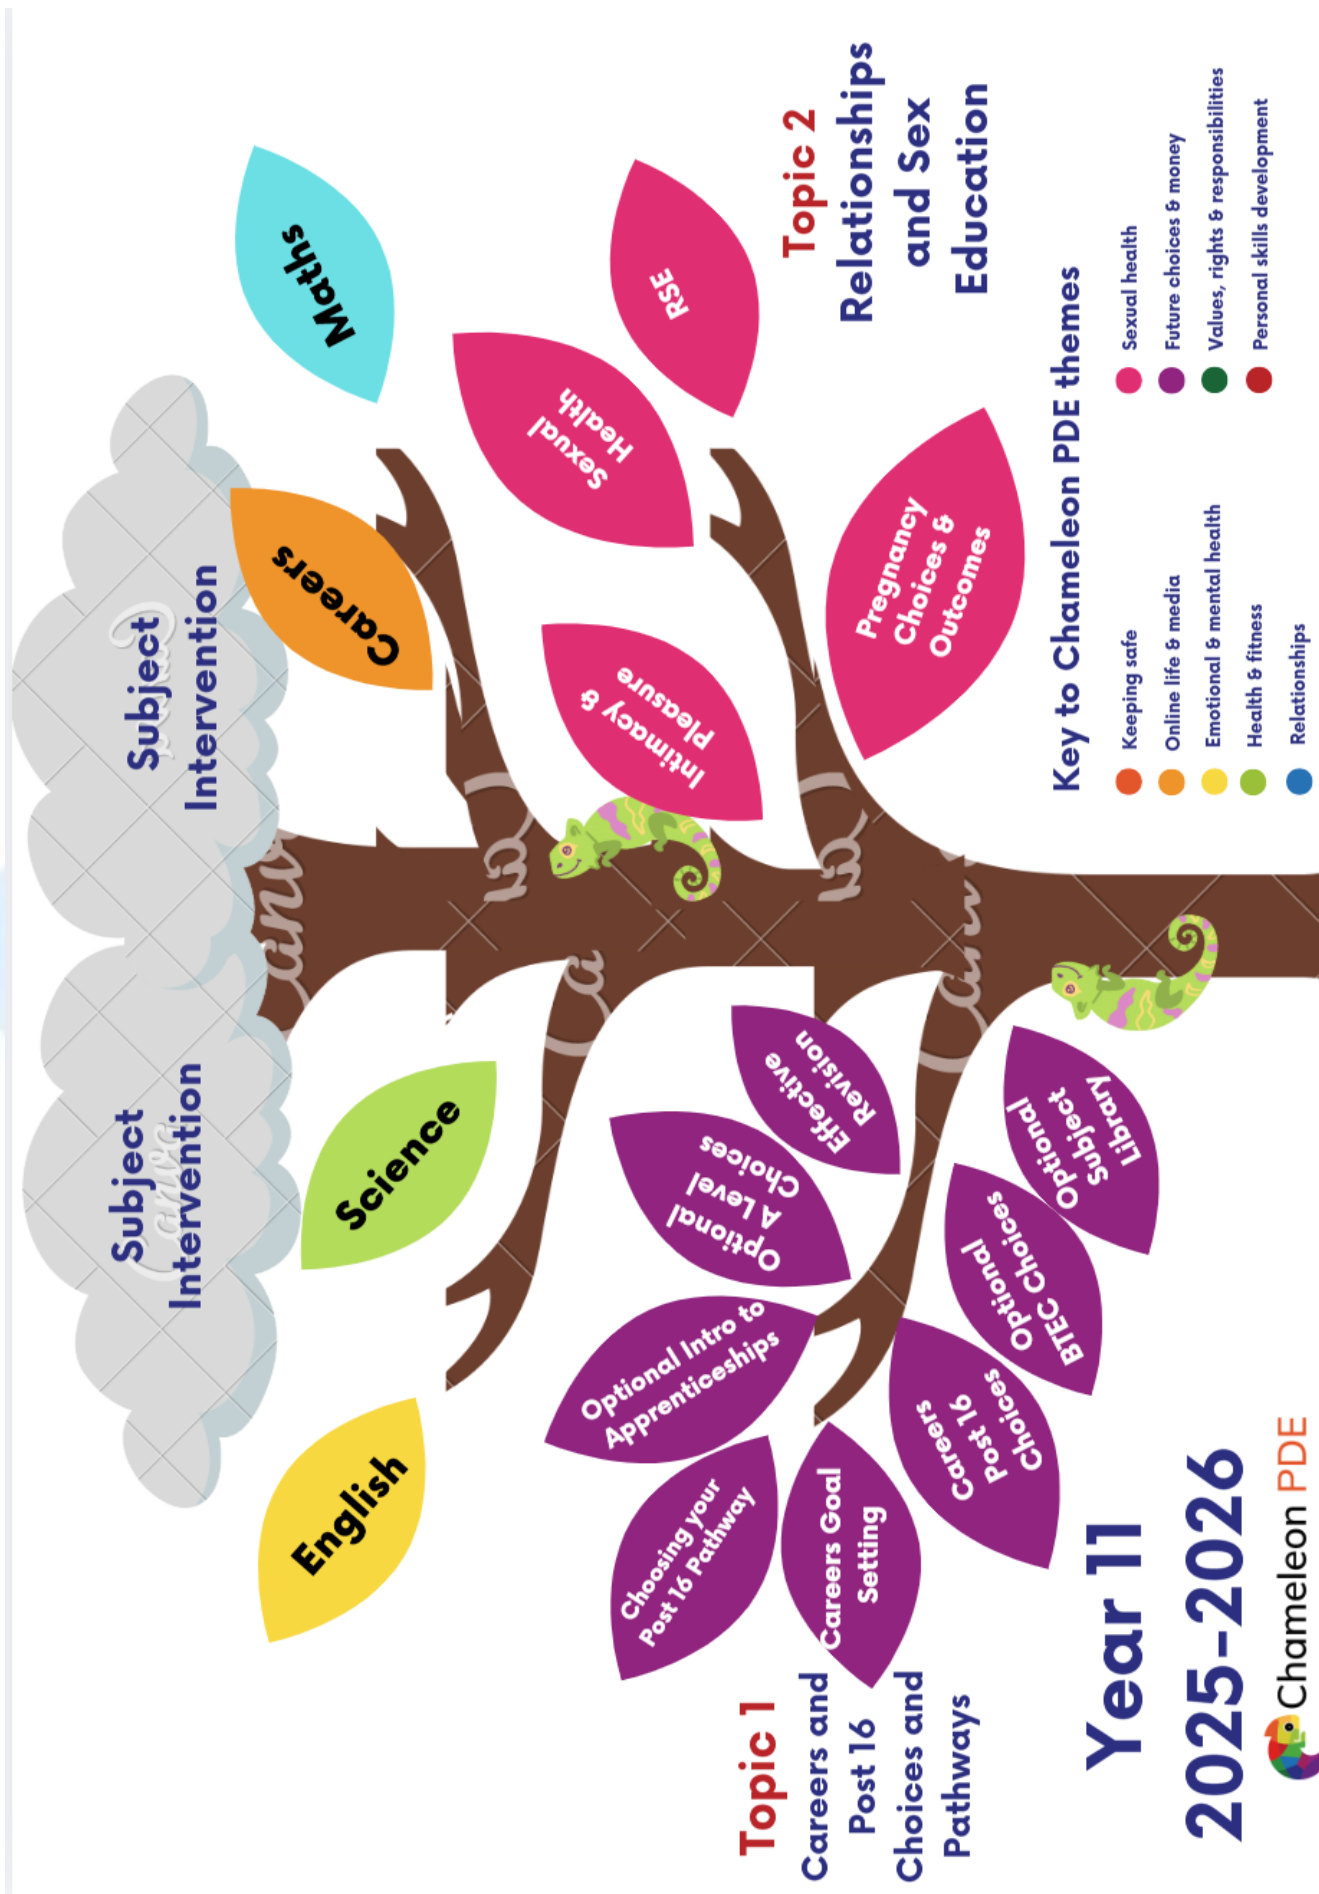 Subject
Intervention
Subject
Intervention
English
Science
Careers
Maths
Topic 1
Careers and
Post 16
Choices and
Pathways
Choosing your
Post 16 Pathway
Optional Intro to
Apprenticeships
Optional
A Level
Choices
Effective
Revision
Careers Goal
Setting
Careers
Post 16
Choices
Optional
BTEC Choices
Optional
Subject
Library
Intimacy &
Pleasure
Sexual
Health
RSE
Pregnancy
Choices &
Outcomes
Topic 2
Relationships
and Sex
Education
Year 11
2025-2026
Chameleon PDE
Key to Chameleon PDE themes
Keeping safe
Online life & media
Emotional & mental health
Health & fitness
Relationships
Sexual health
Future choices & money
Values, rights & responsibilities
Personal skills development